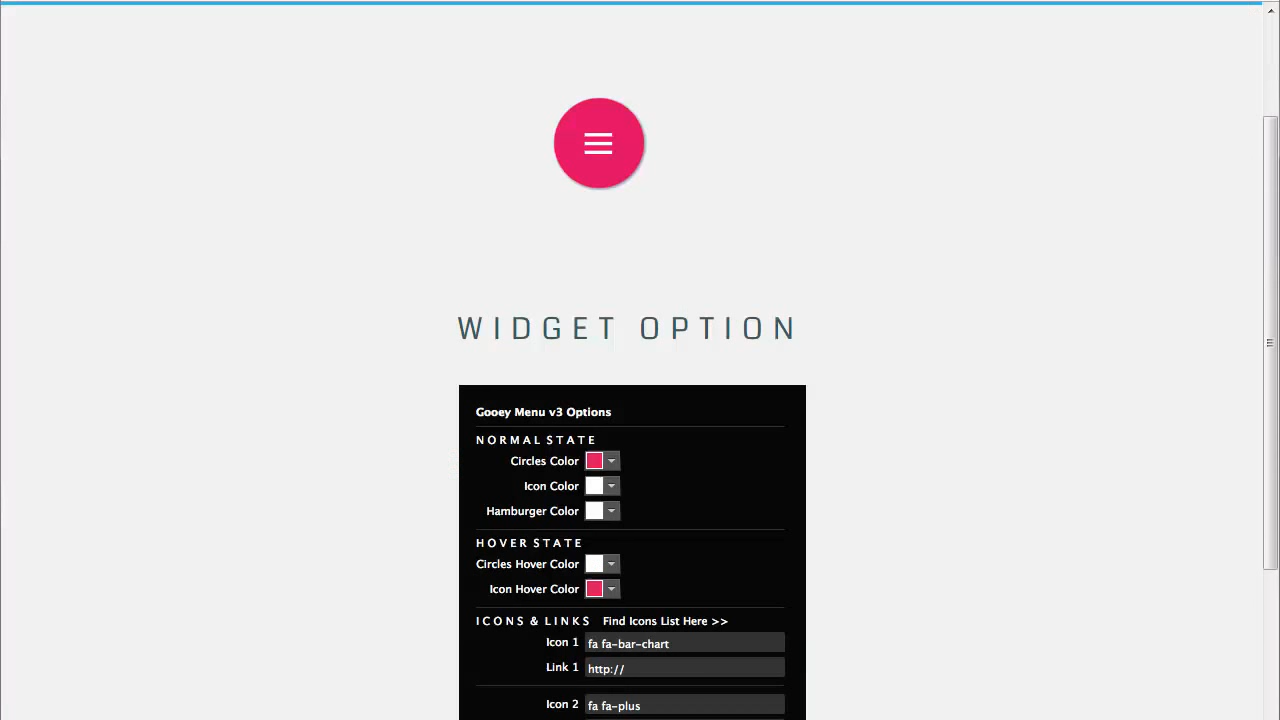 WIDGET OPTION
Gooey Menu v3 Options
NORMAL STATE
Circles Color
Icon Color
Hamburger Color
HOVER STATE
Circles Hover Color
Icon Hover Color
ICONS & LINKS Find Icons List Here >>
Icon 1 fa fa-bar-chart
Link 1 http://
Icon 2 fa fa-plus